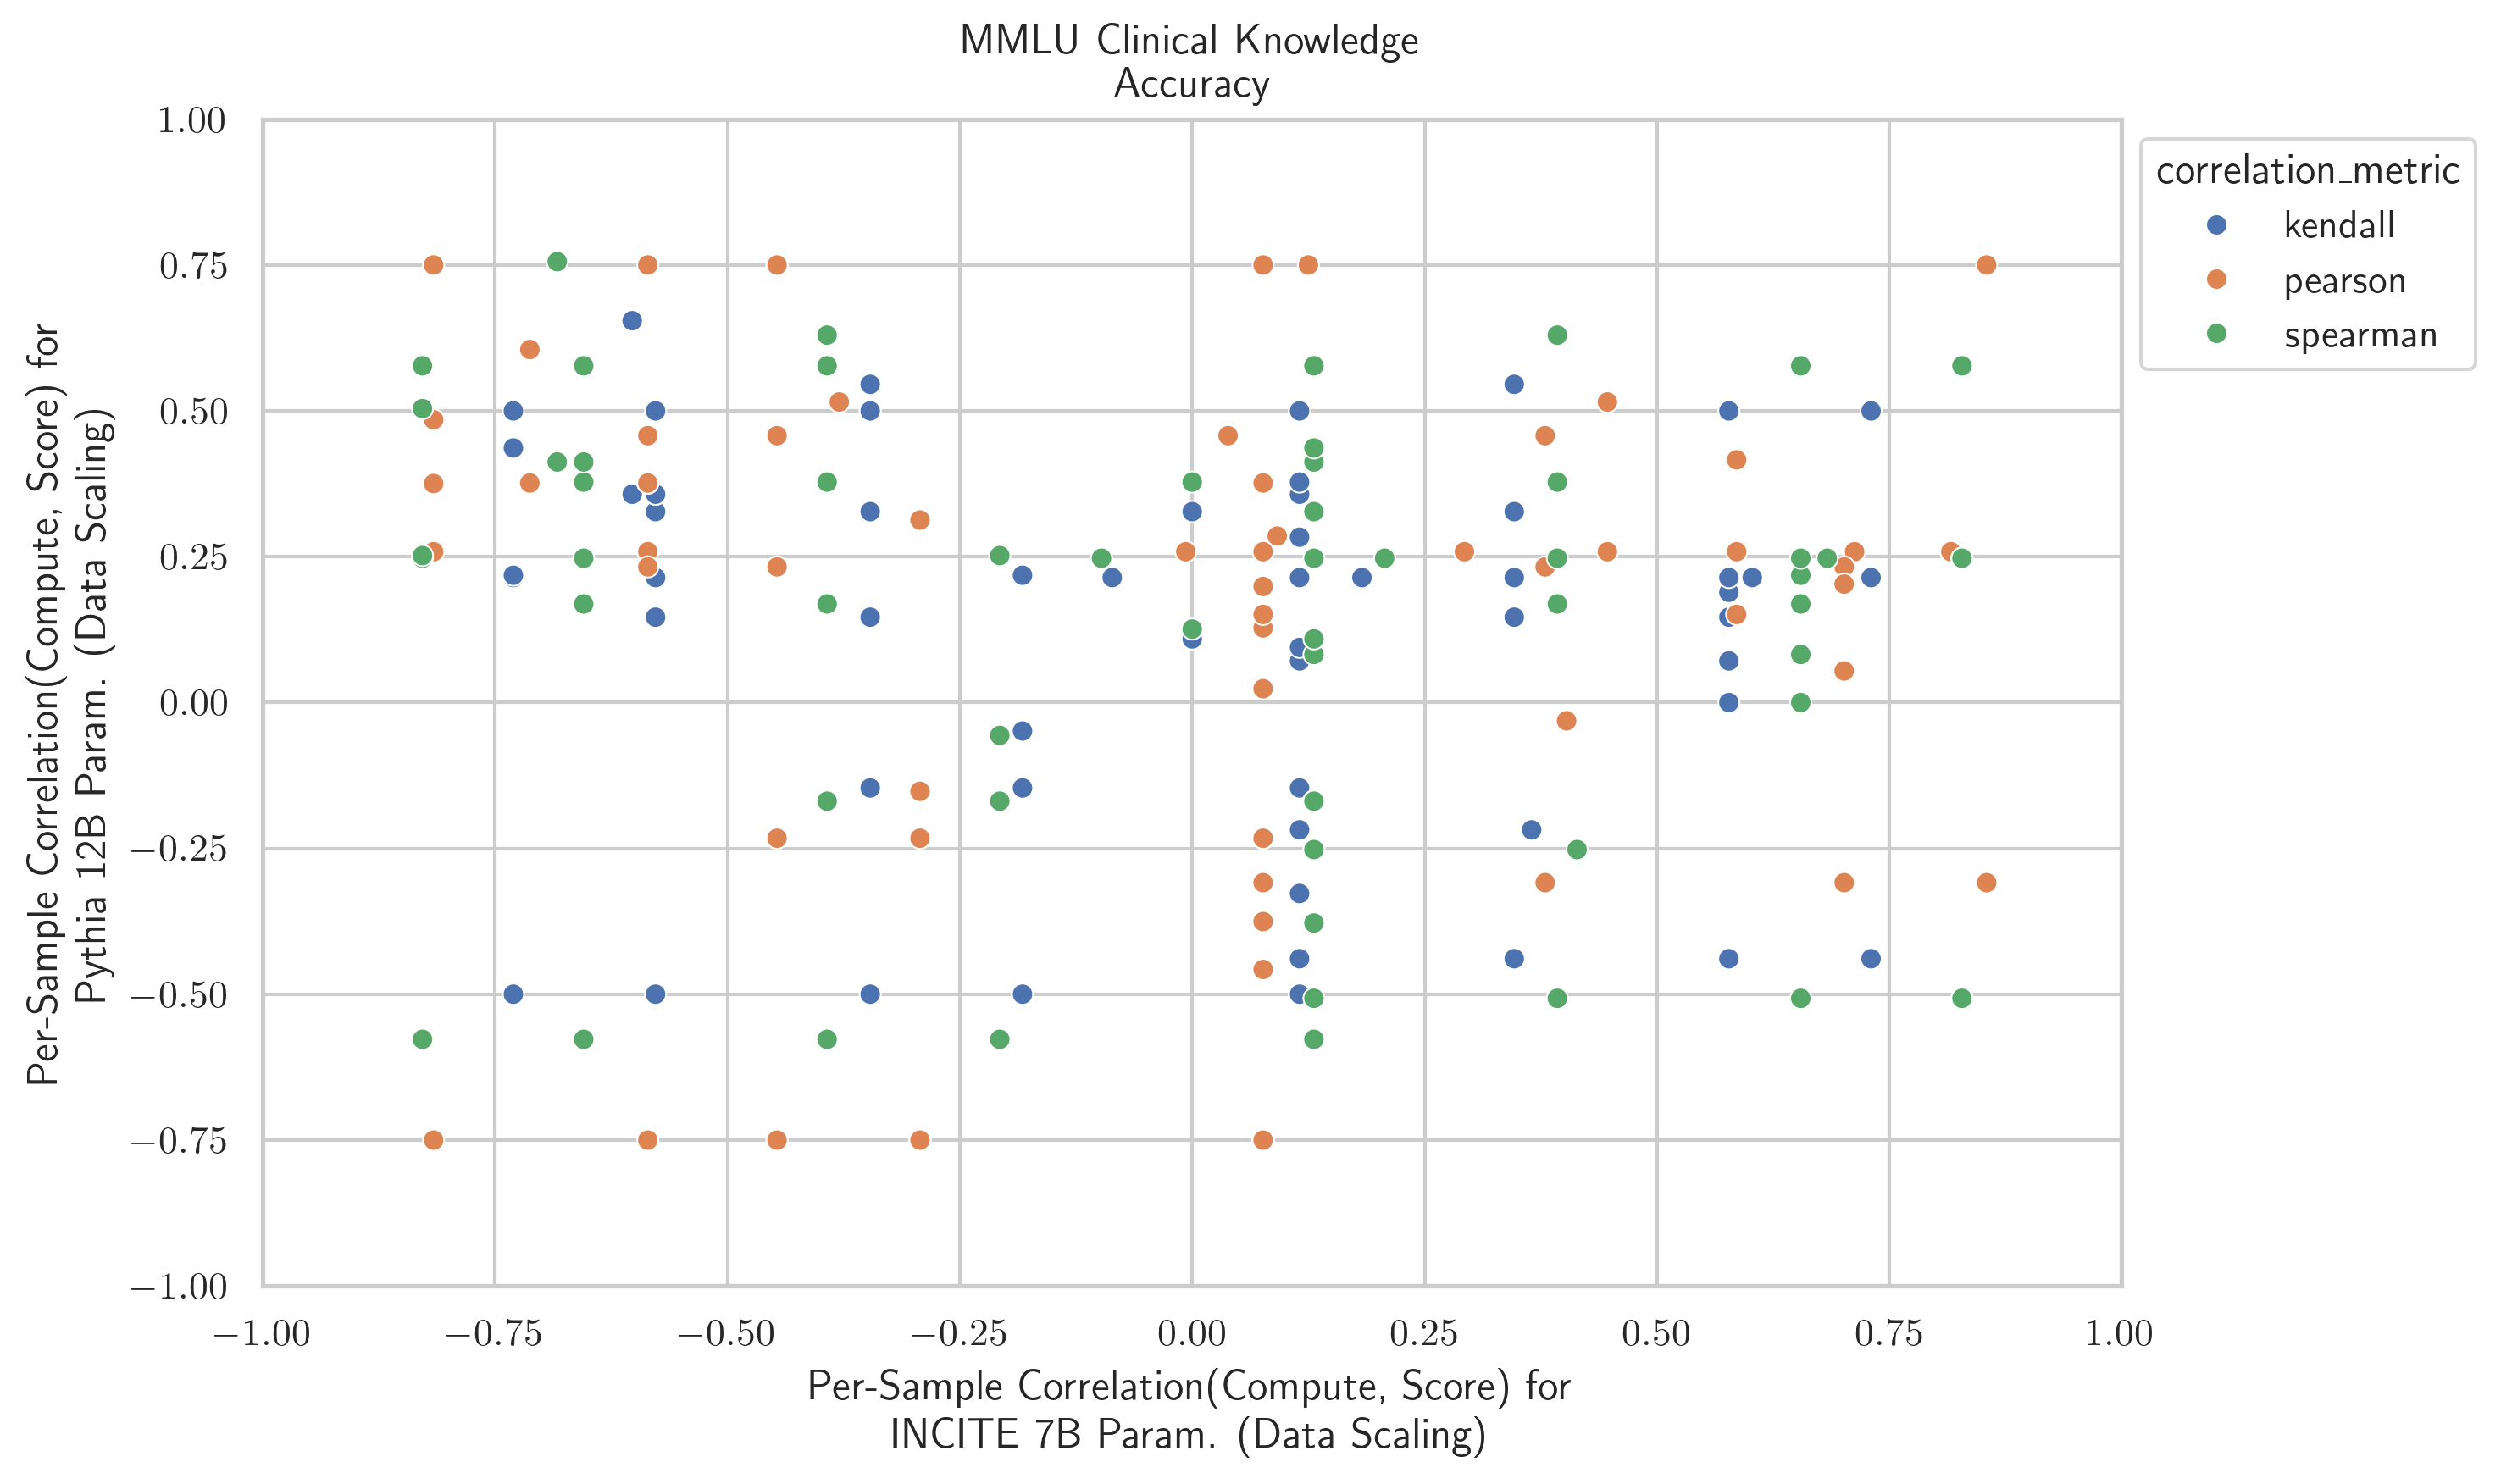 MMLU Clinical Knowledge
Accuracy
Per-Sample Correlation(Compute, Score) for
Pythia 12B Param. (Data Scaling)
1.00
0.75
0.50
0.25
0.00
−0.25
−0.50
−0.75
−1.00
−1.00 −0.75 −0.50 −0.25 0.00 0.25 0.50 0.75 1.00
Per-Sample Correlation(Compute, Score) for
INCITE 7B Param. (Data Scaling)
correlation_metric
kendall
pearson
spearman